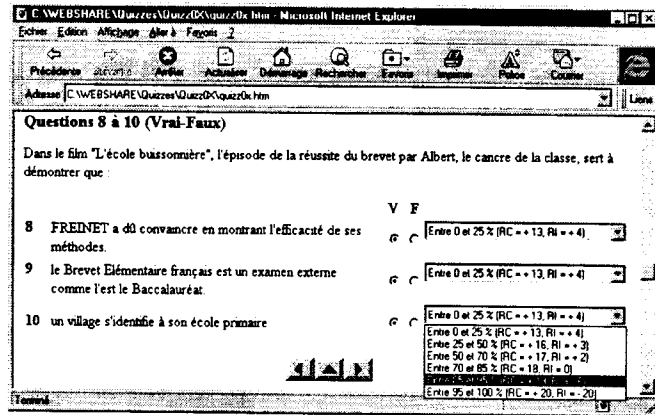 C:\WEBSHARE\Quizzes\Quizz0X\quizz0x.htm - Microsoft Internet Explorer
Fichier Edition Affichage Aller à Favoris ?
Précédente Suivante Arrêter Actualiser Démarrage Rechercher Favoris Imprimer Police Courrier
Adresse C:\WEBSHARE\Quizzes\Quizz0X\quizz0x.htm Liens
Questions 8 à 10 (Vrai-Faux)
Dans le film "L'école buissonnière", l'épisode de la réussite du brevet par Albert, le cancre de la classe, sert à
démontrer que :
V F
8 FREINET a dû convaincre en montrant l'efficacité de ses
méthodes.
Entre 0 et 25 % (RC = + 13, RI = + 4)
9 le Brevet Elémentaire français est un examen externe
comme l'est le Baccalauréat.
Entre 0 et 25 % (RC = + 13, RI = + 4)
10 un village s'identifie à son école primaire
Entre 0 et 25 % (RC = + 13, RI = + 4)
Entre 0 et 25 % (RC = + 13, RI = + 4)
Entre 25 et 50 % (RC = + 16, RI = + 3)
Entre 50 et 70 % (RC = + 17, RI = + 2)
Entre 70 et 85 % (RC = 18, RI = 0)
Entre 95 et 100 % (RC = + 20, RI = - 20)
Terminé